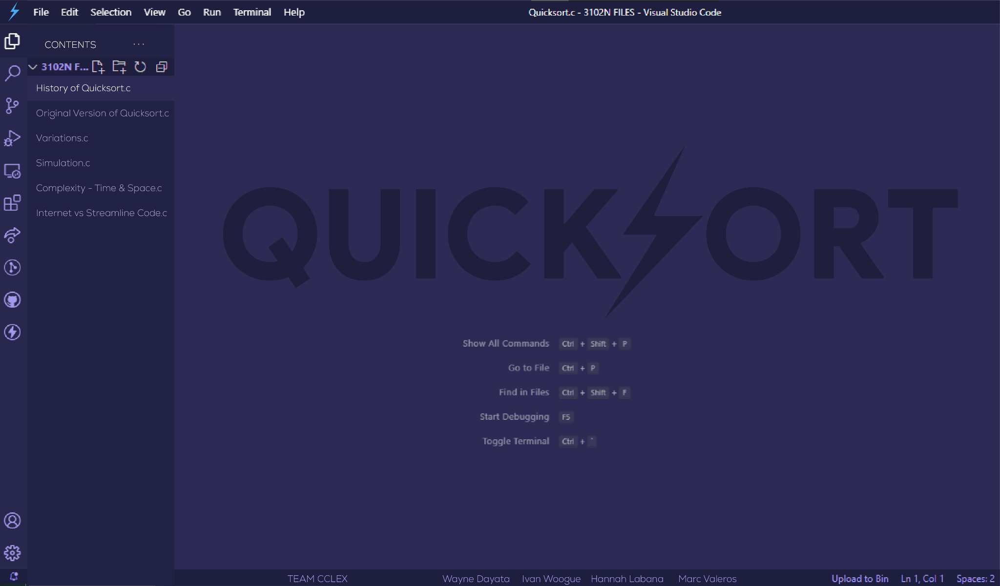 File Edit Selection View Go Run Terminal Help Quicksort.c - 3102N FILES - Visual Studio Code
CONTENTS ...
3102N F...
History of Quicksort.c
Original Version of Quicksort.c
Variations.c
Simulation.c
Complexity - Time & Space.c
Internet vs Streamline Code.c
QUICKSORT
Show All Commands Ctrl + Shift + P
Go to File Ctrl + P
Find in Files Ctrl + Shift + F
Start Debugging F5
Toggle Terminal Ctrl + `
TEAM CCLEX Wayne Dayata Ivan Woogue Hannah Labana Marc Valeros Upload to Bin Ln 1, Col 1 Spaces: 2